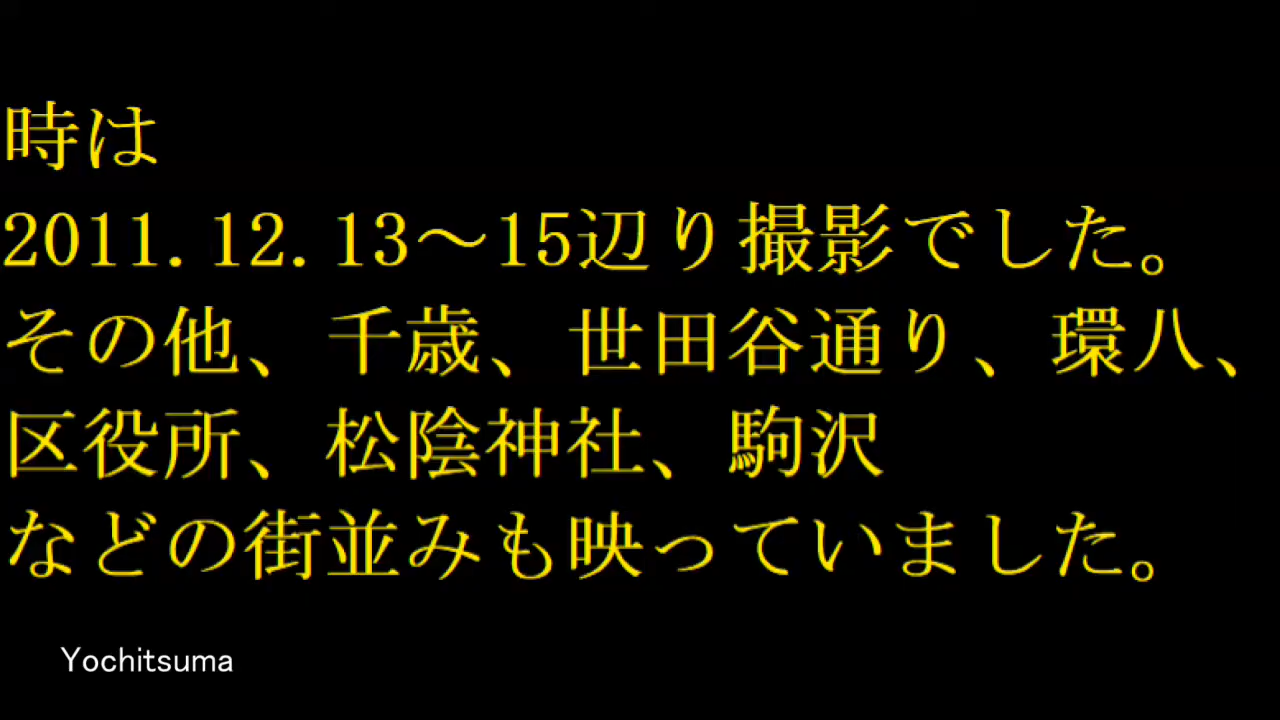 時は
2011.12.13～15辺り撮影でした。
その他、千歳、世田谷通り、環八、
区役所、松陰神社、駒沢
などの街並みも映っていました。
Yochitsuma